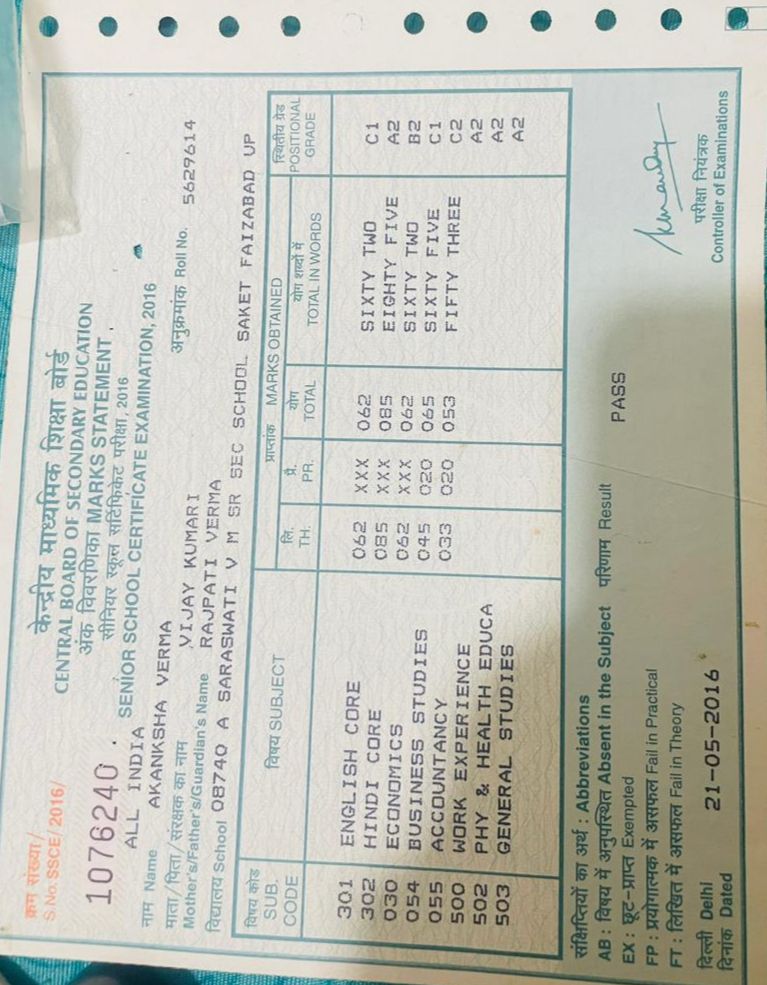 क्रम संख्या/
S.No. SSCE/2016/
1076240
केन्द्रीय माध्यमिक शिक्षा बोर्ड
CENTRAL BOARD OF SECONDARY EDUCATION
अंक विवरणिका MARKS STATEMENT
सीनियर स्कूल सर्टिफिकेट परीक्षा, 2016
ALL INDIA SENIOR SCHOOL CERTIFICATE EXAMINATION, 2016
नाम Name AKANKSHA VERMA अनुक्रमांक Roll No. 5629614
माता/पिता/संरक्षक का नाम VIJAY KUMARI
Mother's/Father's/Guardian's Name RAJPATI VERMA
विद्यालय School 08740 A SARASWATI V M SR SEC SCHOOL SAKET FAIZABAD UP
विषय कोड SUB. CODE विषय SUBJECT प्राप्तांक MARKS OBTAINED स्थितीय ग्रेड POSITIONAL GRADE
लि. TH. प्रै. PR. योग TOTAL योग शब्दों में TOTAL IN WORDS
301 ENGLISH CORE 062 XXX 062 SIXTY TWO C1
302 HINDI CORE 085 XXX 085 EIGHTY FIVE A2
030 ECONOMICS 062 XXX 062 SIXTY TWO B2
054 BUSINESS STUDIES 045 020 065 SIXTY FIVE C1
055 ACCOUNTANCY 033 020 053 FIFTY THREE C2
500 WORK EXPERIENCE A2
502 PHY & HEALTH EDUCA A2
503 GENERAL STUDIES A2
संक्षिप्तियों का अर्थ : Abbreviations
AB : विषय में अनुपस्थित Absent in the Subject परिणाम Result PASS
EX : छूट-प्राप्त Exempted
FP : प्रयोगात्मक में असफल Fail in Practical
FT : लिखित में असफल Fail in Theory
दिल्ली Delhi
दिनांक Dated 21-05-2016
परीक्षा नियंत्रक
Controller of Examinations